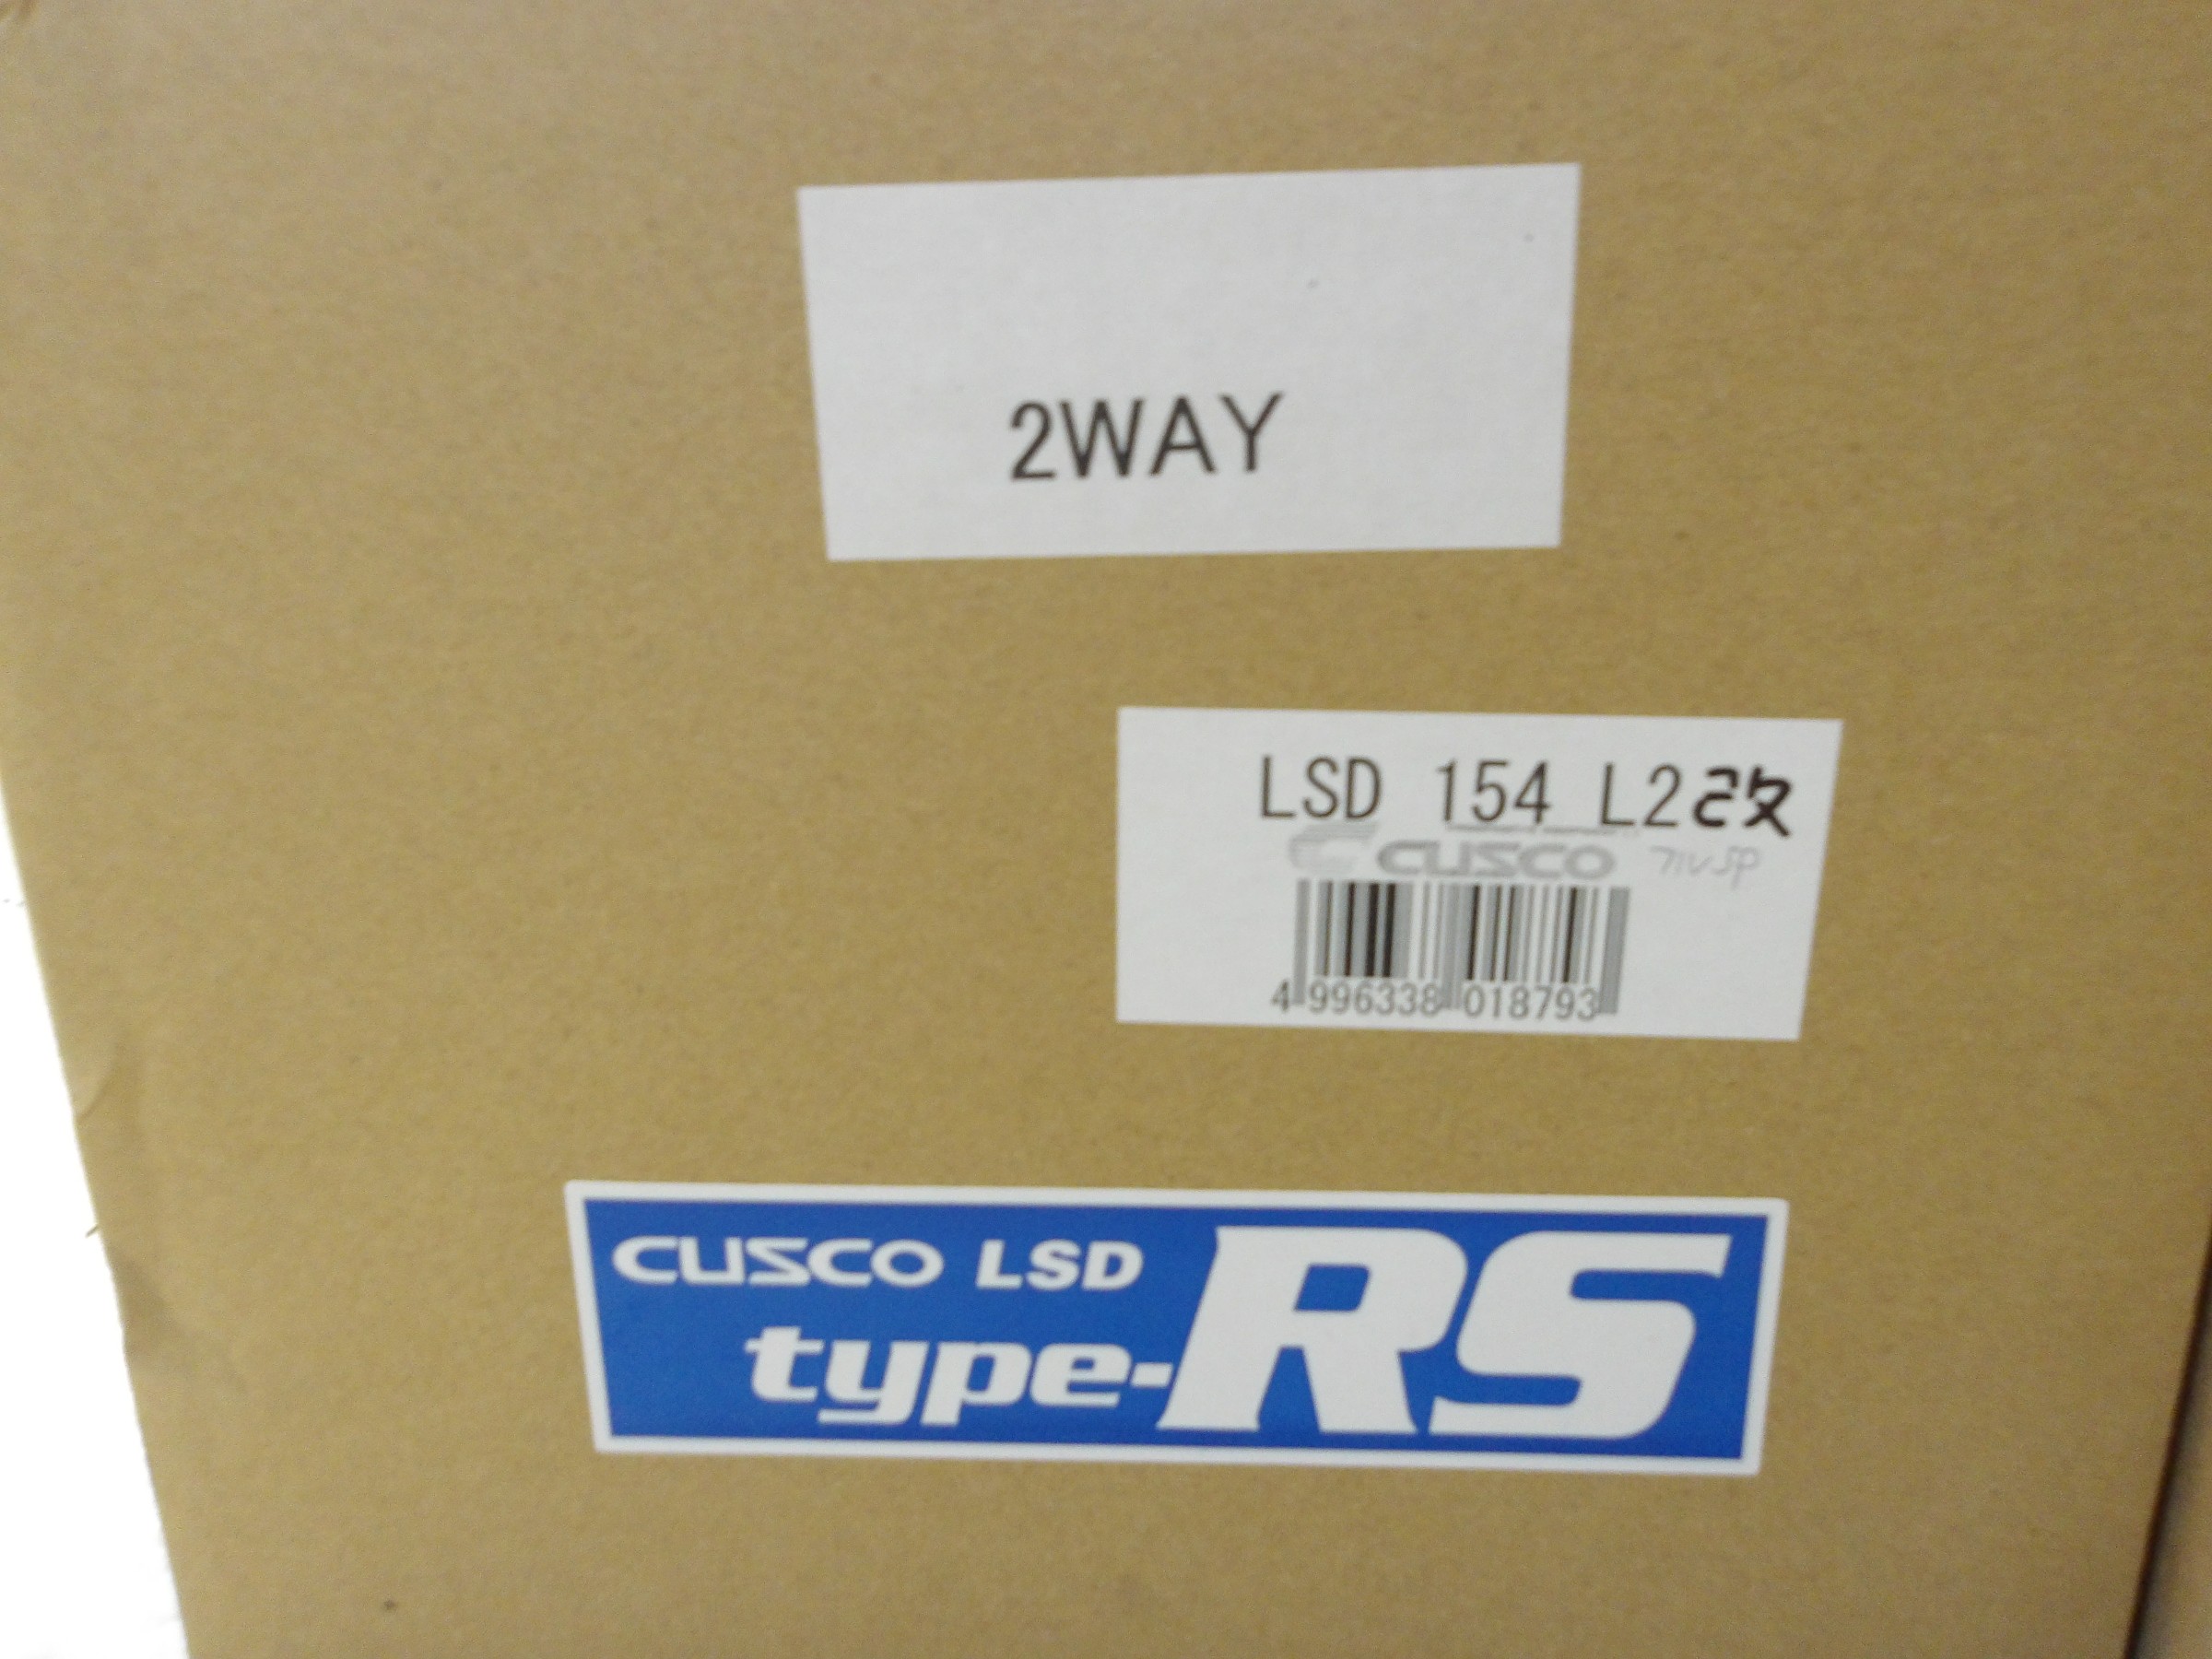 2WAY
LSD 154 L2改
CUSCO
4 996338 018793
CUSCO LSD
type-RS